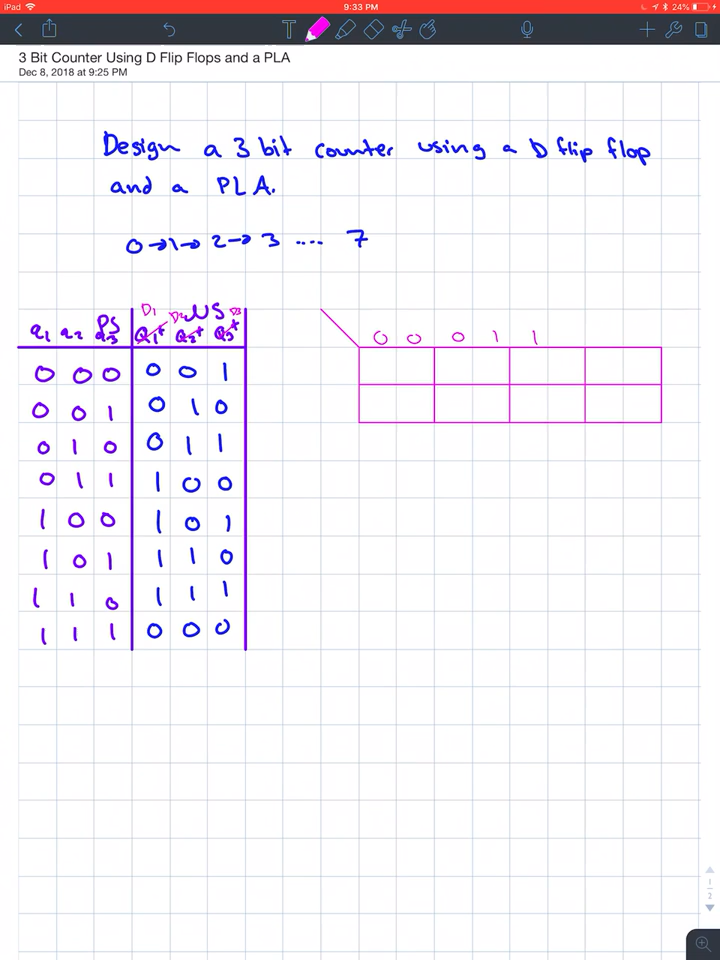 iPad 9:33 PM 24%
T
3 Bit Counter Using D Flip Flops and a PLA
Dec 8, 2018 at 9:25 PM
Design a 3 bit counter using a D flip flop
and a PLA.
0→1→ 2→ 3 .... 7
D1 D2 NS D3
q1 q2 PS q3 Q1+ Q2+ Q3+
0 0 0 1 1
0 0 0 0 0 1
0 0 1 0 1 0
0 1 0 0 1 1
0 1 1 1 0 0
1 0 0 1 0 1
1 0 1 1 1 0
1 1 0 1 1 1
1 1 1 0 0 0
1
2